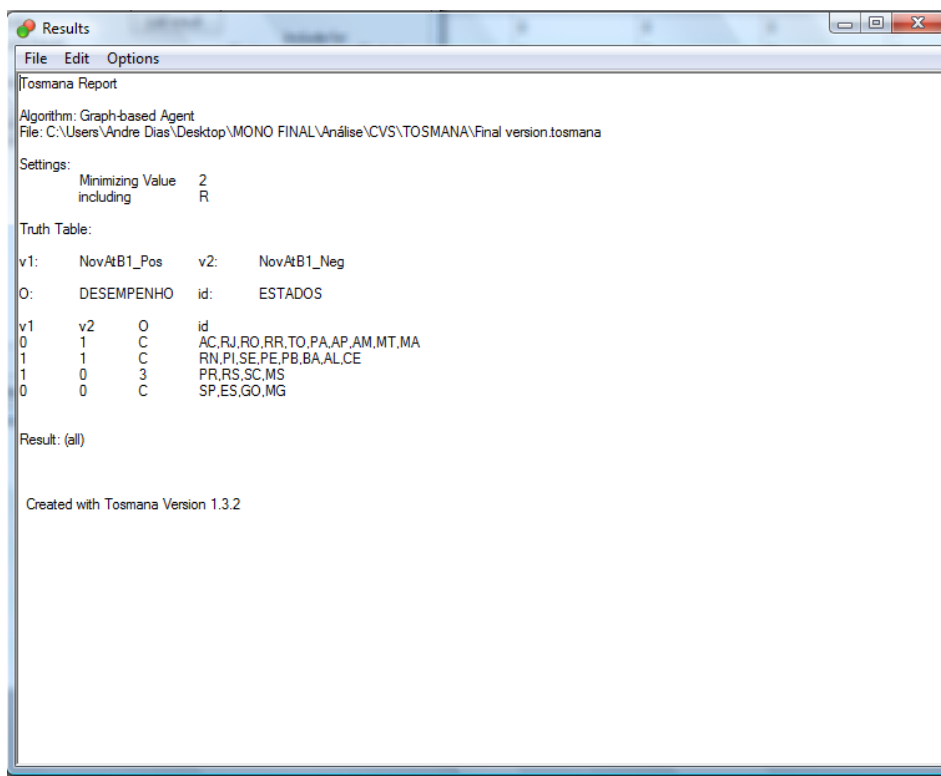 Results
File Edit Options
Tosmana Report
Algorithm: Graph-based Agent
File: C:\Users\Andre Dias\Desktop\MONO FINAL\Análise\CVS\TOSMANA\Final version.tosmana
Settings:
Minimizing Value 2
including R
Truth Table:
v1: NovAtB1_Pos v2: NovAtB1_Neg
O: DESEMPENHO id: ESTADOS
v1 v2 O id
0 1 C AC,RJ,RO,RR,TO,PA,AP,AM,MT,MA
1 1 C RN,PI,SE,PE,PB,BA,AL,CE
1 0 3 PR,RS,SC,MS
0 0 C SP,ES,GO,MG
Result: (all)
Created with Tosmana Version 1.3.2